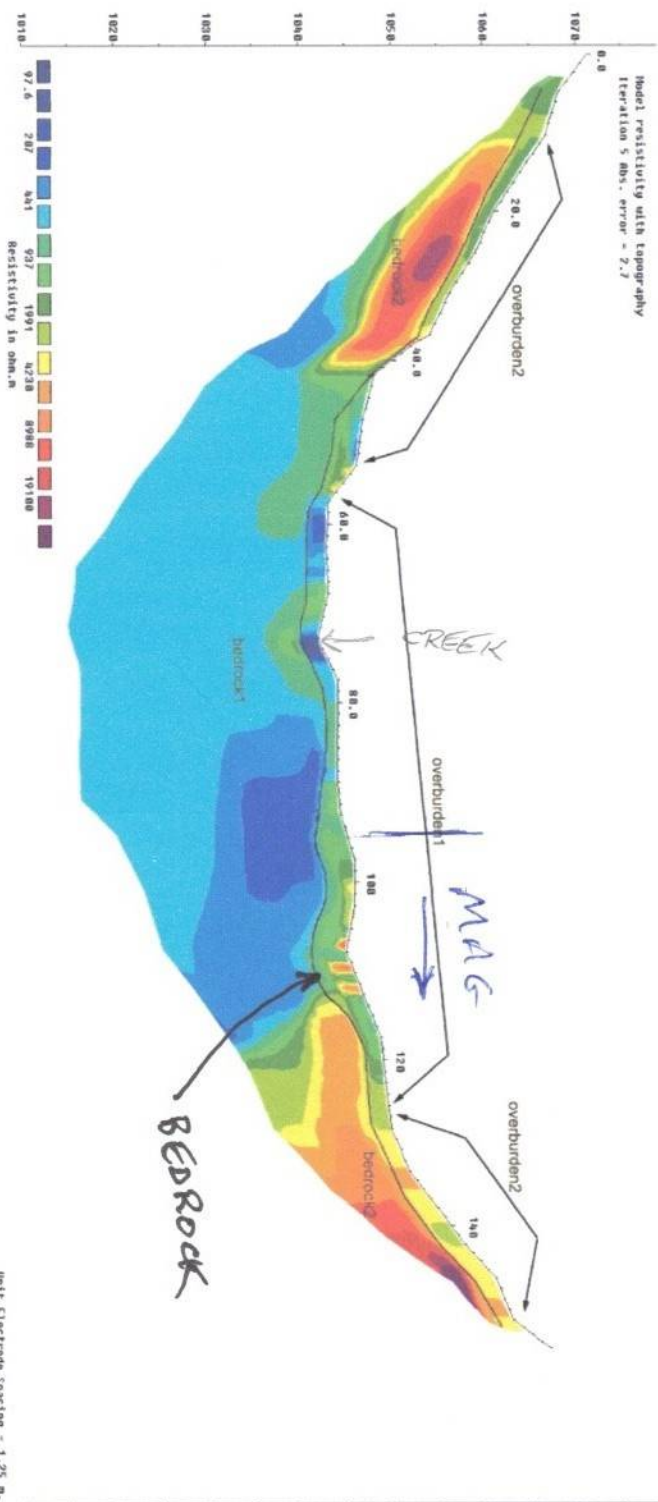 Model resistivity with topography
Iteration 5 Abs. error = 2.7
1070
1060
1050
1040
1030
1020
1010
0.0
20.0
40.0
60.0
80.0
100
120
140
overburden2
overburden1
overburden2
bedrock2
bedrock1
bedrock2
CREEK
MAG
BEDROCK
97.6 207 441 937 1991 4230 8988 19100
Resistivity in ohm.m
Unit Electrode Spacing = 1.25 m.